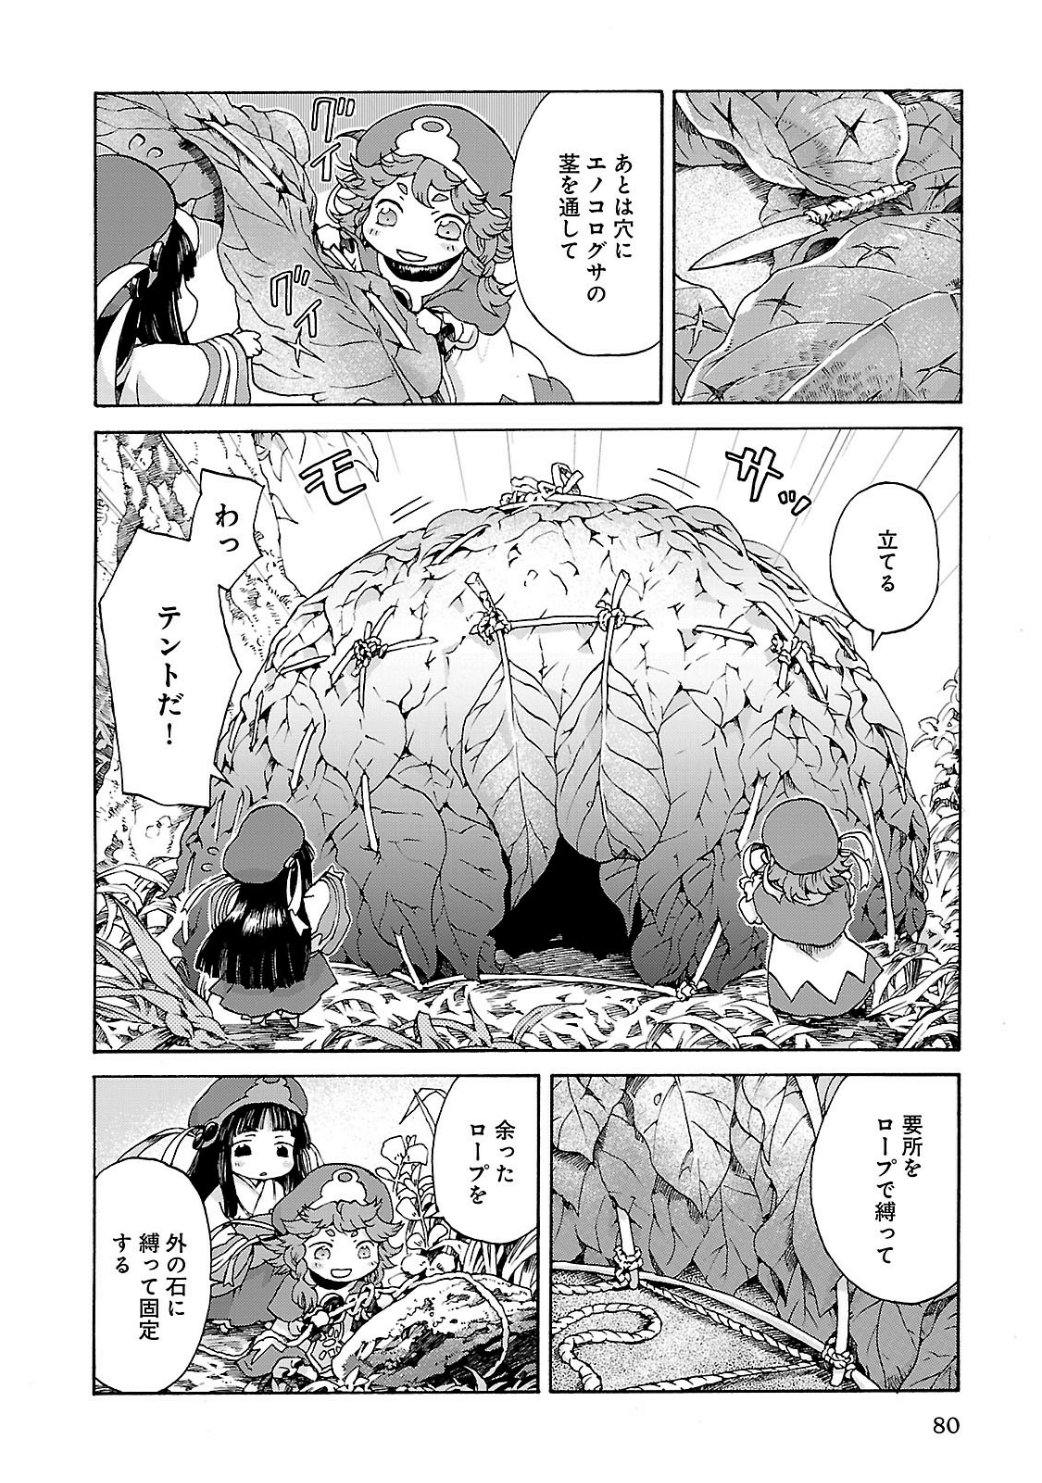 あとは穴に
エノコログサの
茎を通して
グイ
グイ
立てる
サッ
モ
わっ
テントだ！
要所を
ロープで縛って
余った
ロープを
外の石に
縛って固定
する
80